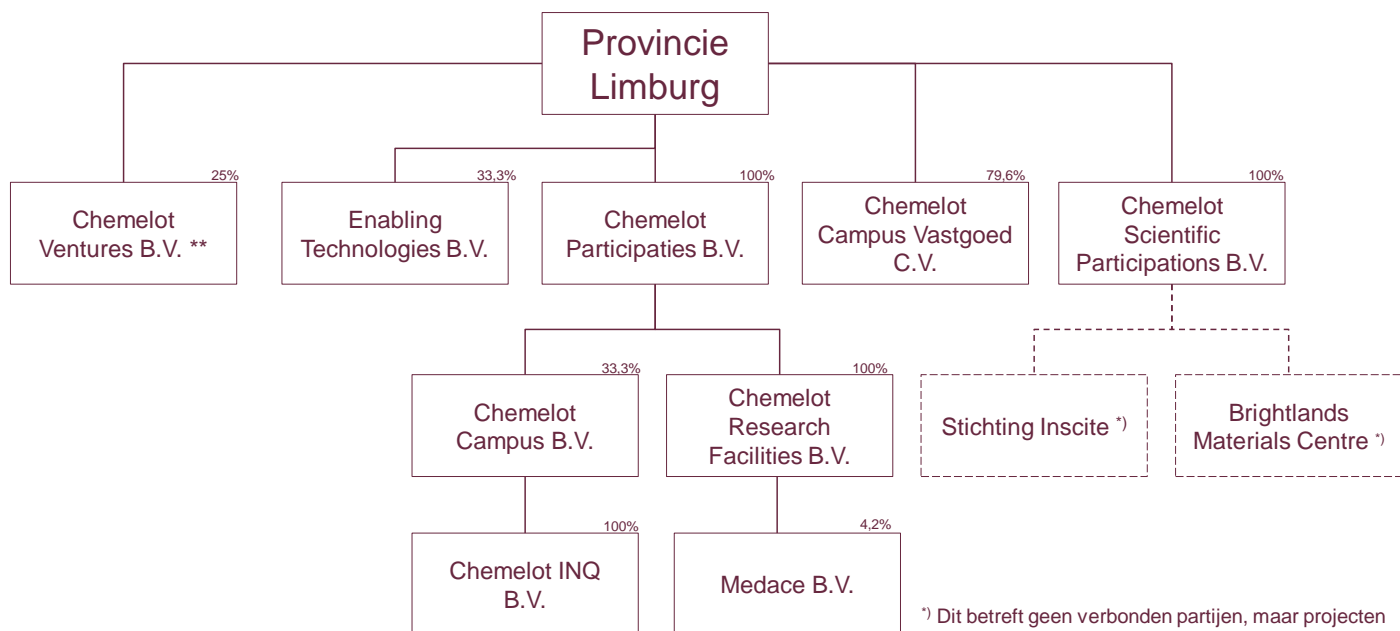 Provincie
Limburg
25%
Chemelot
Ventures B.V. **
33,3%
Enabling
Technologies B.V.
100%
Chemelot
Participaties B.V.
79,6%
Chemelot
Campus Vastgoed
C.V.
100%
Chemelot
Scientific
Participations B.V.
33,3%
Chemelot
Campus B.V.
100%
Chemelot
Research
Facilities B.V.
Stichting Inscite *)
Brightlands
Materials Centre *)
100%
Chemelot INQ
B.V.
4,2%
Medace B.V.
*) Dit betreft geen verbonden partijen, maar projecten